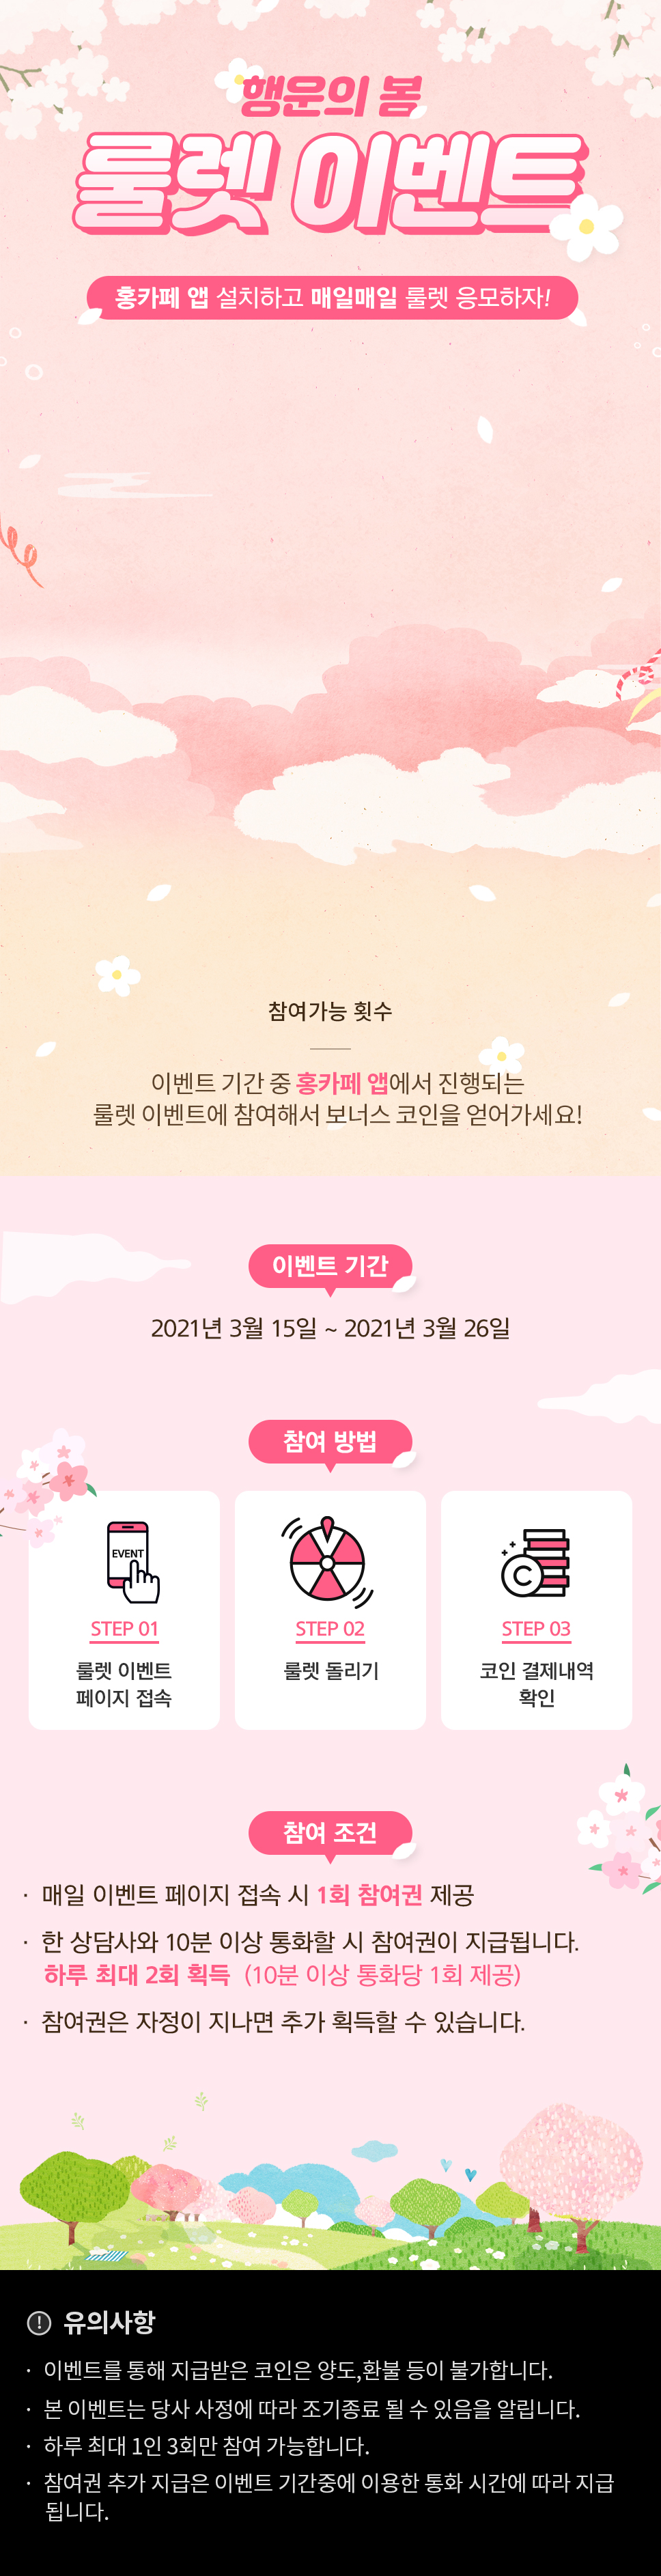 행운의 봄
룰렛 이벤트
홍카페 앱 설치하고 매일매일 룰렛 응모하자!
참여가능 횟수
이벤트 기간 중 홍카페 앱에서 진행되는
룰렛 이벤트에 참여해서 보너스 코인을 얻어가세요!
이벤트 기간
2021년 3월 15일 ~ 2021년 3월 26일
참여 방법
EVENT
STEP 01
룰렛 이벤트
페이지 접속
STEP 02
룰렛 돌리기
C
STEP 03
코인 결제내역
확인
참여 조건
· 매일 이벤트 페이지 접속 시 1회 참여권 제공
· 한 상담사와 10분 이상 통화할 시 참여권이 지급됩니다.
하루 최대 2회 획득 (10분 이상 통화당 1회 제공)
· 참여권은 자정이 지나면 추가 획득할 수 있습니다.
! 유의사항
· 이벤트를 통해 지급받은 코인은 양도,환불 등이 불가합니다.
· 본 이벤트는 당사 사정에 따라 조기종료 될 수 있음을 알립니다.
· 하루 최대 1인 3회만 참여 가능합니다.
· 참여권 추가 지급은 이벤트 기간중에 이용한 통화 시간에 따라 지급
됩니다.